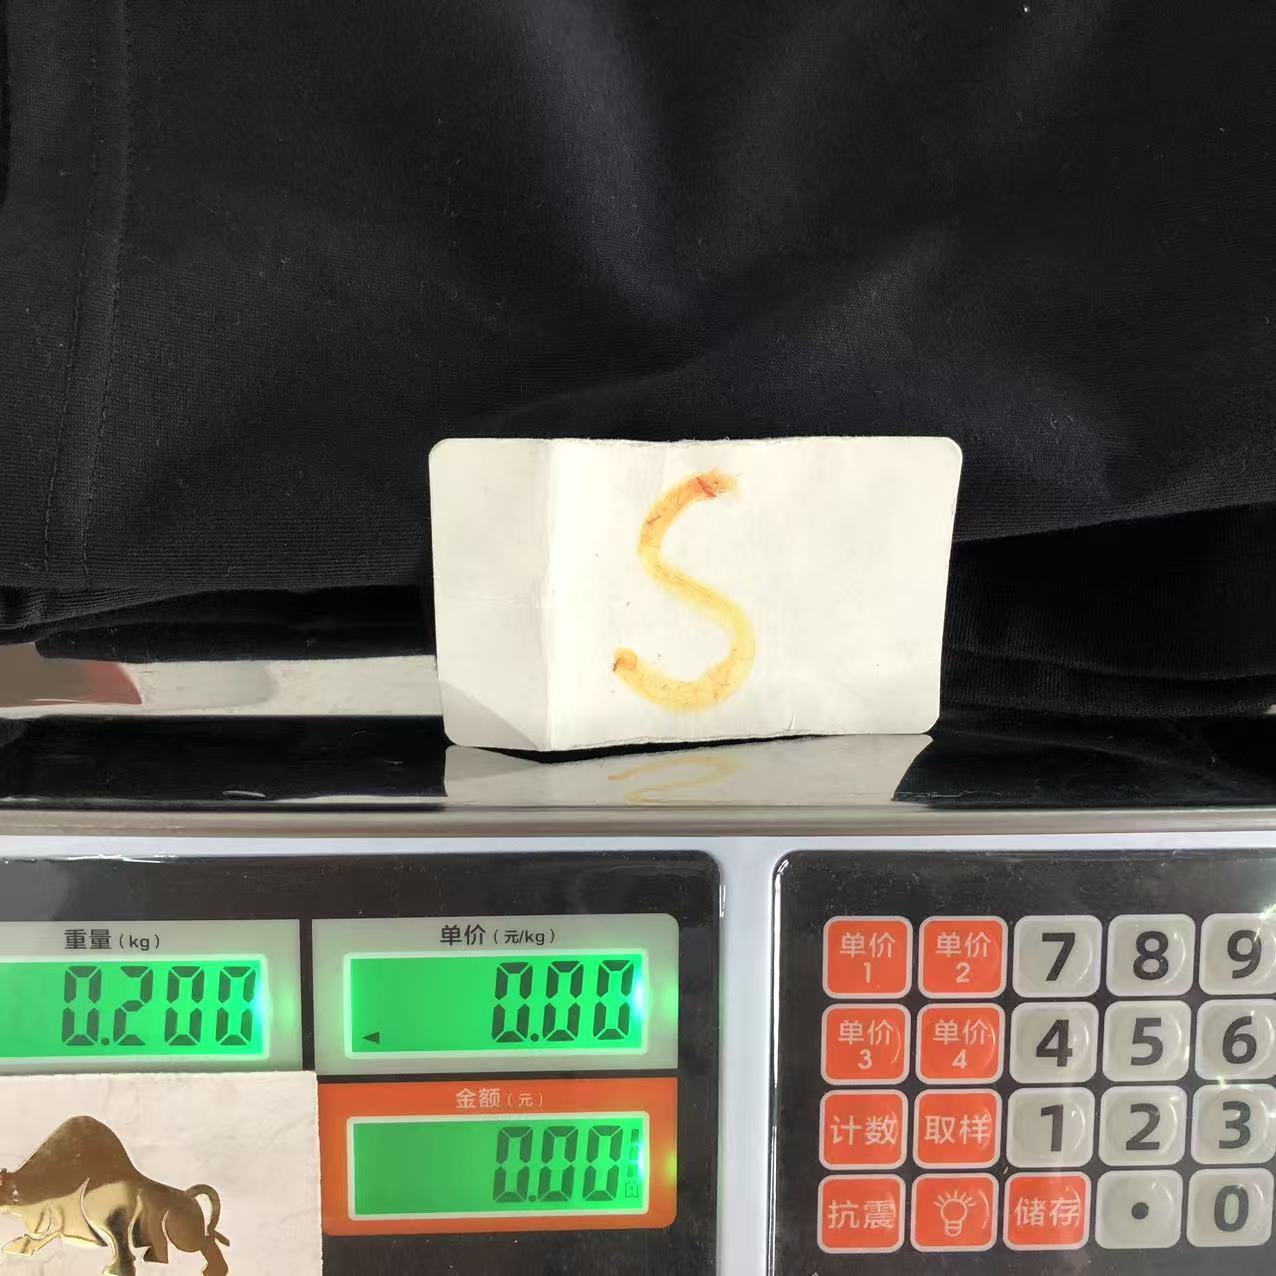 S
重量(kg)
0.200
单价(元/kg)
0.00
金额(元)
0.00
单价1 单价2 7 8 9
单价3 单价4 4 5 6
计数 取样 1 2 3
抗震 储存 . 0